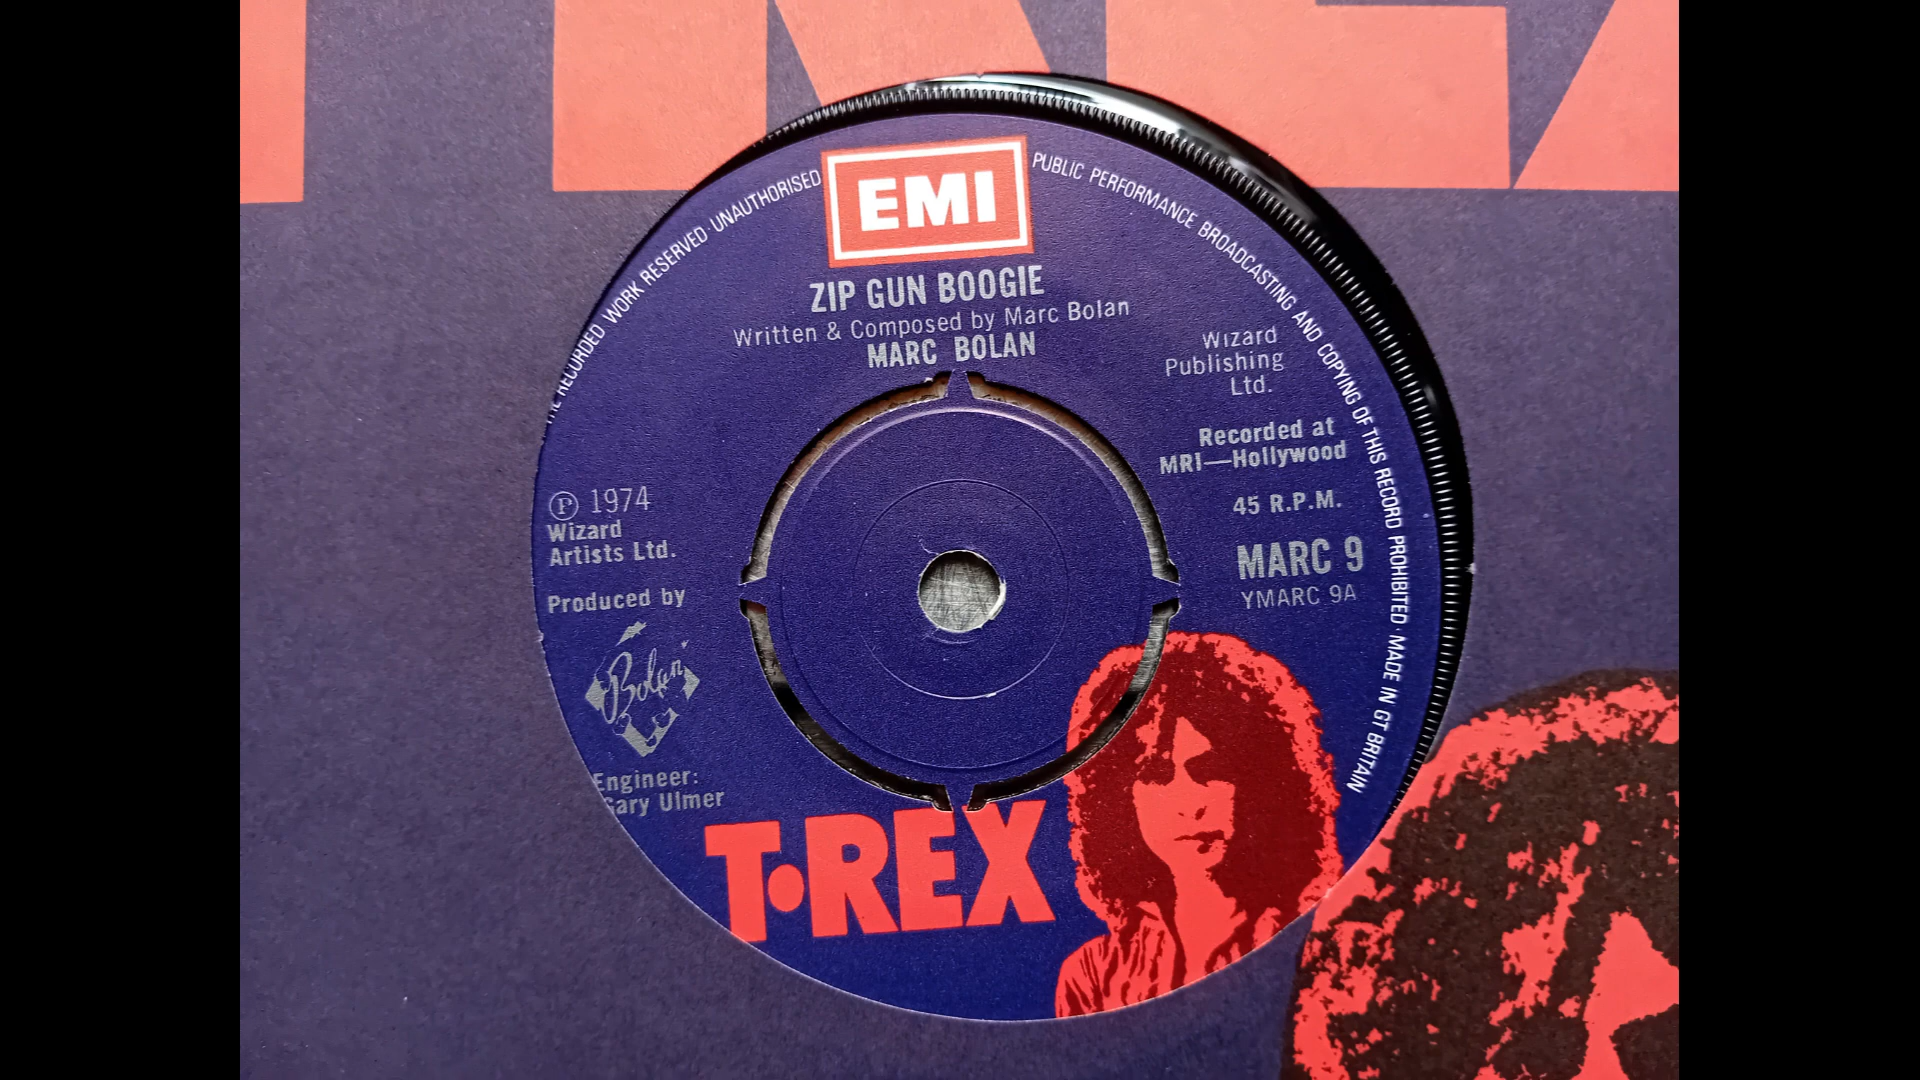 T.REX
THE RECORDED WORK RESERVED · UNAUTHORISED PUBLIC PERFORMANCE BROADCASTING AND COPYING OF THIS RECORD PROHIBITED · MADE IN GT BRITAIN
EMI
ZIP GUN BOOGIE
Written & Composed by Marc Bolan
MARC BOLAN
Wizard
Publishing
Ltd.
Recorded at
MRI—Hollywood
45 R.P.M.
MARC 9
YMARC 9A
Ⓟ 1974
Wizard
Artists Ltd.
Produced by
Bolan
Engineer:
Gary Ulmer
T·REX